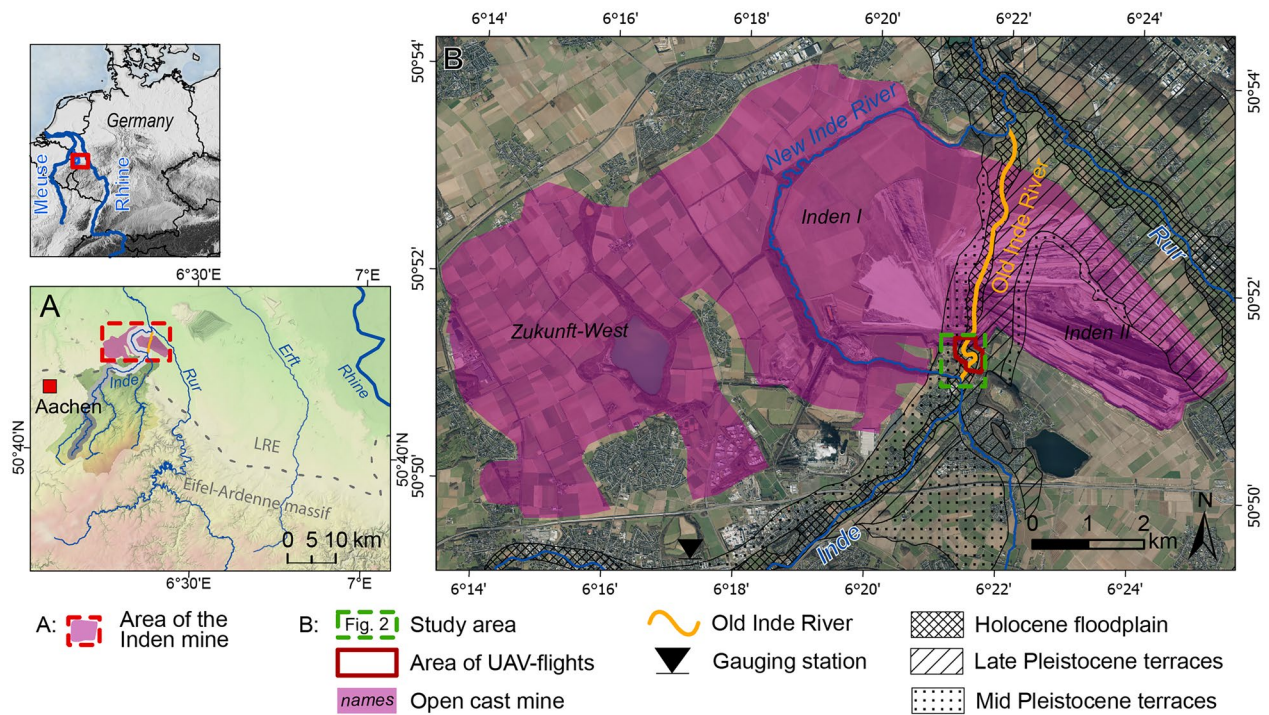 6°14' 6°16' 6°18' 6°20' 6°22' 6°24'
Germany
Meuse
Rhine
6°30'E 7°E
A
Inde
Rur
Erft
Rhine
Aachen
LRE
Eifel-Ardenne massif
0 5 10 km
50°40'
50°40'N
6°30'E 7°E
B
50°54'
50°52'
50°50'
50°54'
50°52'
50°50'
New Inde River
Inden I
Old Inde River
Rur
Zukunft-West
Inden II
Inde
N
0 1 2
km
6°14' 6°16' 6°18' 6°20' 6°22' 6°24'
A: Area of the
Inden mine
B: Fig. 2 Study area
Area of UAV-flights
names Open cast mine
Old Inde River
Gauging station
Holocene floodplain
Late Pleistocene terraces
Mid Pleistocene terraces